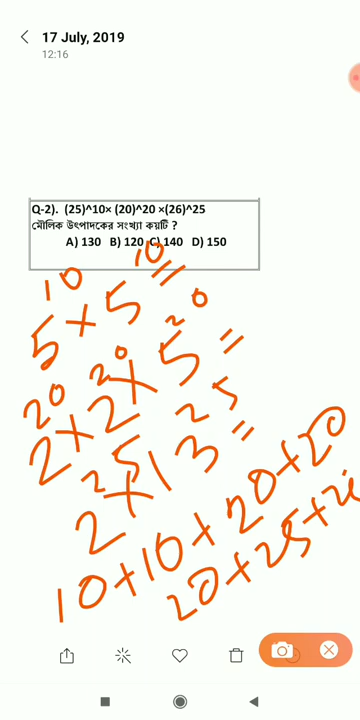 17 July, 2019
12:16
Q-2). (25)^10× (20)^20 ×(26)^25
মৌলিক উৎপাদকের সংখ্যা কয়টি ?
A) 130 B) 120 C) 140 D) 150
10 10
5 × 5 =
20 20 20
2 × 2 × 5 =
25 25
2 × 13 =
10+10+20+20
20+25+2